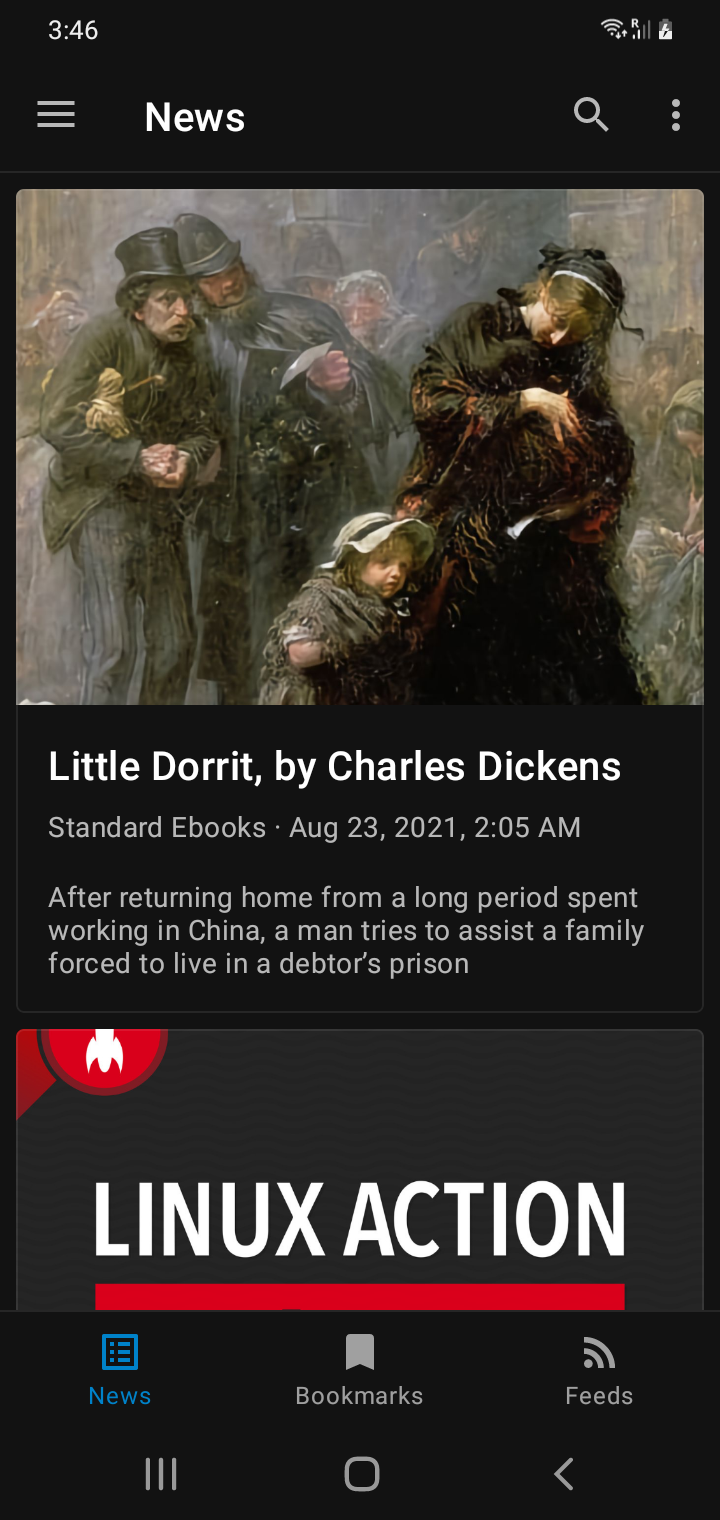 3:46
R
News
Little Dorrit, by Charles Dickens
Standard Ebooks · Aug 23, 2021, 2:05 AM
After returning home from a long period spent
working in China, a man tries to assist a family
forced to live in a debtor’s prison
LINUX ACTION
News
Bookmarks
Feeds